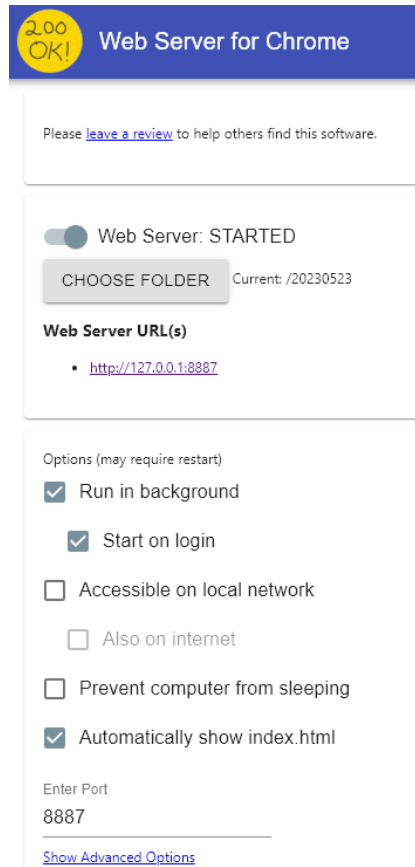 200
OK!
Web Server for Chrome
Please leave a review to help others find this software.
Web Server: STARTED
CHOOSE FOLDER Current: /20230523
Web Server URL(s)
http://127.0.0.1:8887
Options (may require restart)
Run in background
Start on login
Accessible on local network
Also on internet
Prevent computer from sleeping
Automatically show index.html
Enter Port
8887
Show Advanced Options